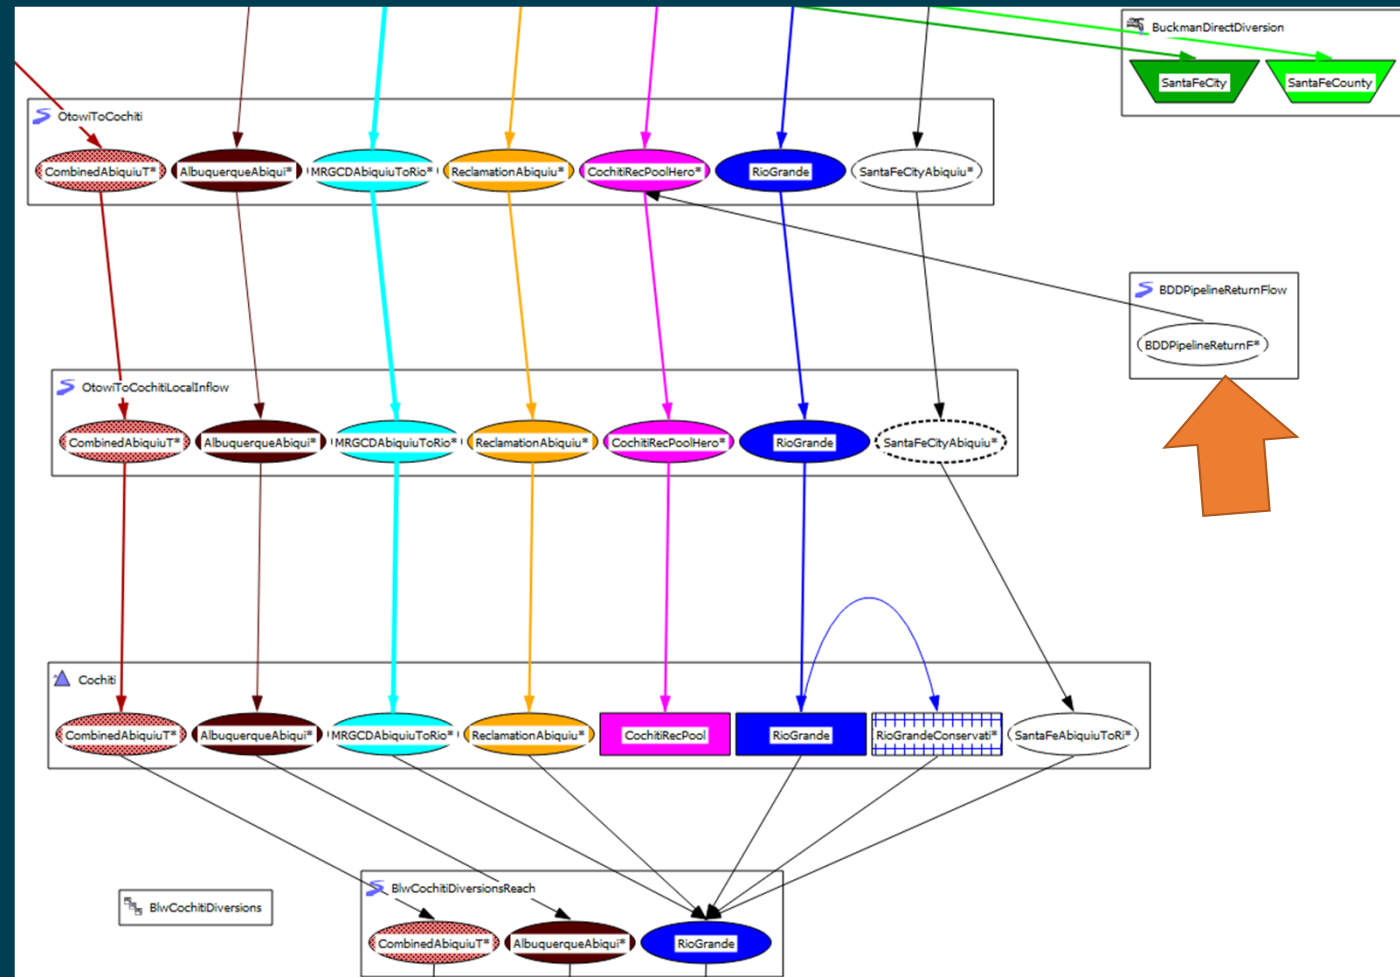 BuckmanDirectDiversion
SantaFeCity
SantaFeCounty
OtowiToCochiti
CombinedAbiquiuT*
AlbuquerqueAbiqui*
MRGCDAbiquiuToRio*
ReclamationAbiquiu*
CochitiRecPoolHero*
RioGrande
SantaFeCityAbiquiu*
BDDPipelineReturnFlow
BDDPipelineReturnF*
OtowiToCochitiLocalInflow
CombinedAbiquiuT*
AlbuquerqueAbiqui*
MRGCDAbiquiuToRio*
ReclamationAbiquiu*
CochitiRecPoolHero*
RioGrande
SantaFeCityAbiquiu*
Cochiti
CombinedAbiquiuT*
AlbuquerqueAbiqui*
MRGCDAbiquiuToRio*
ReclamationAbiquiu*
CochitiRecPool
RioGrande
RioGrandeConservati*
SantaFeAbiquiuToRi*
BlwCochitiDiversionsReach
BlwCochitiDiversions
CombinedAbiquiuT*
AlbuquerqueAbiqui*
RioGrande